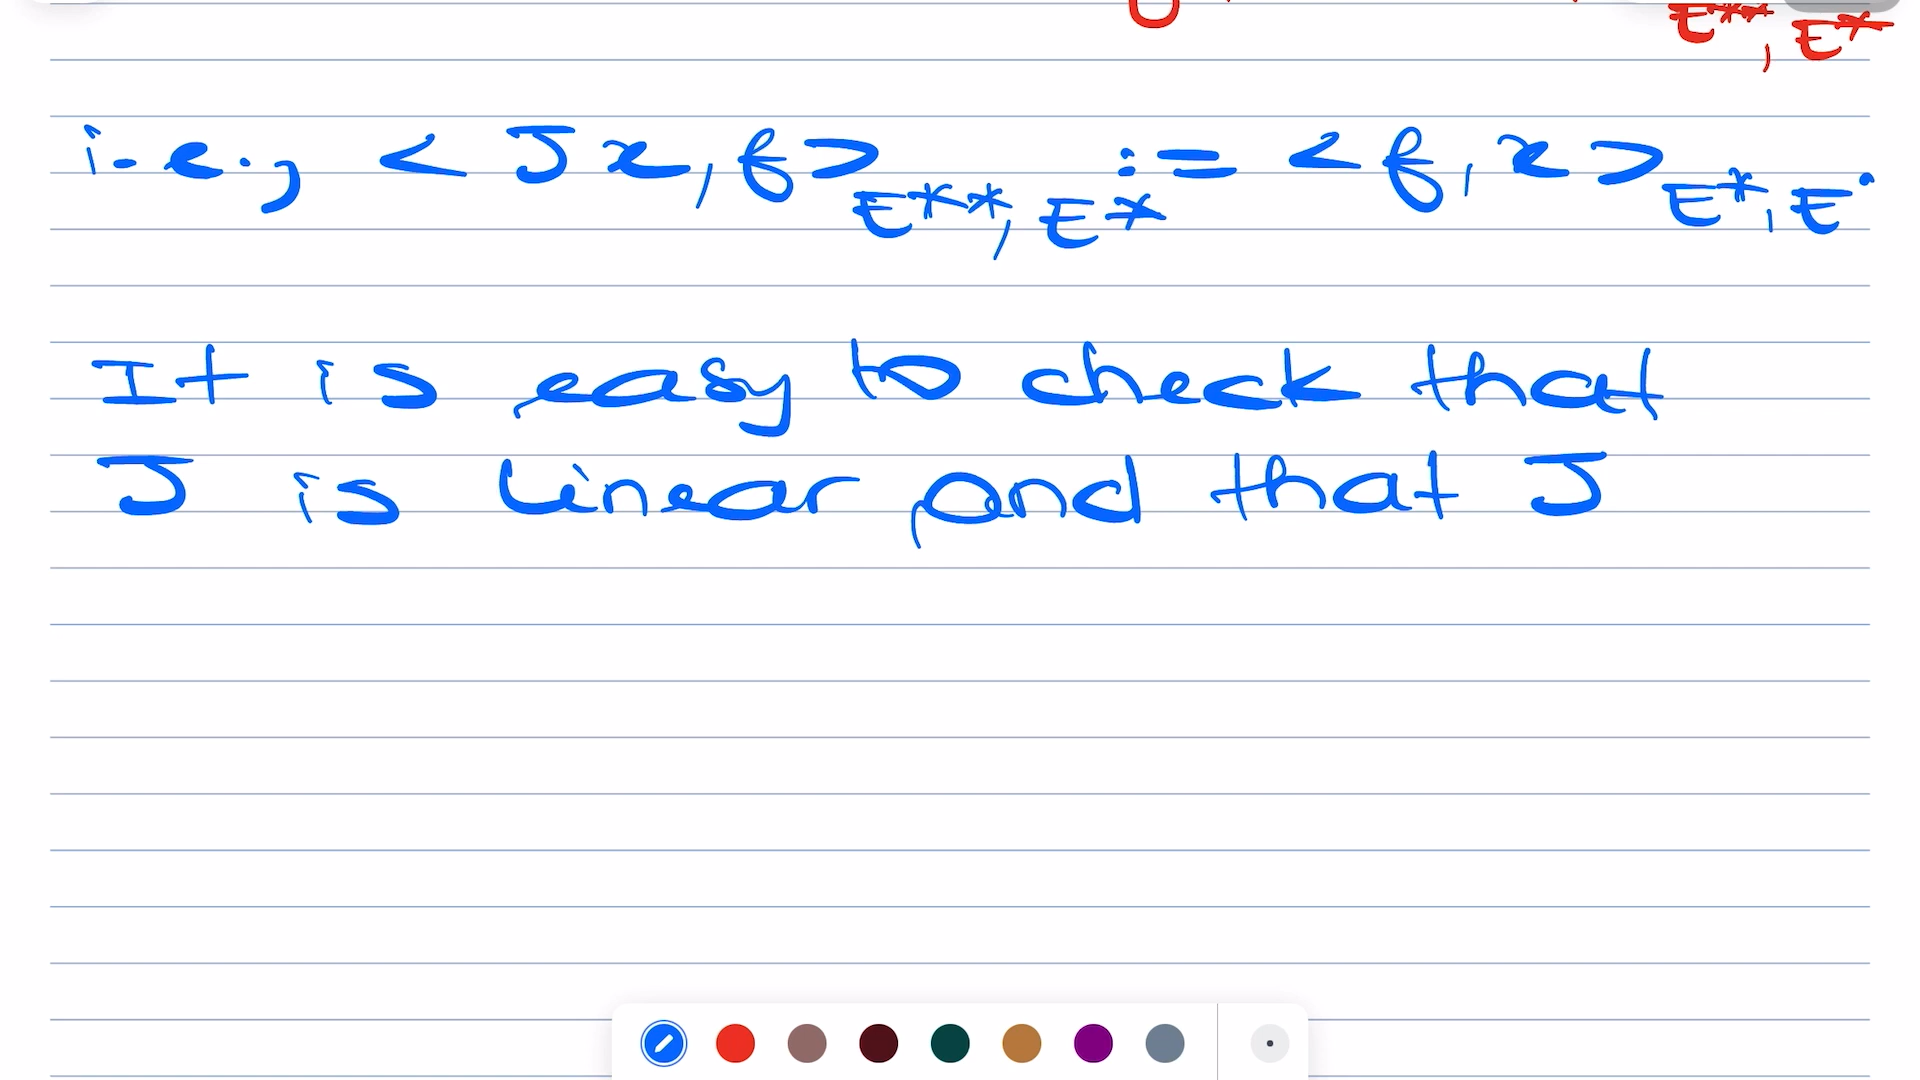 E**, E*
i.e., < Jx, f >E**, E* := < f, x >E*, E.
It is easy to check that
J is linear and that J